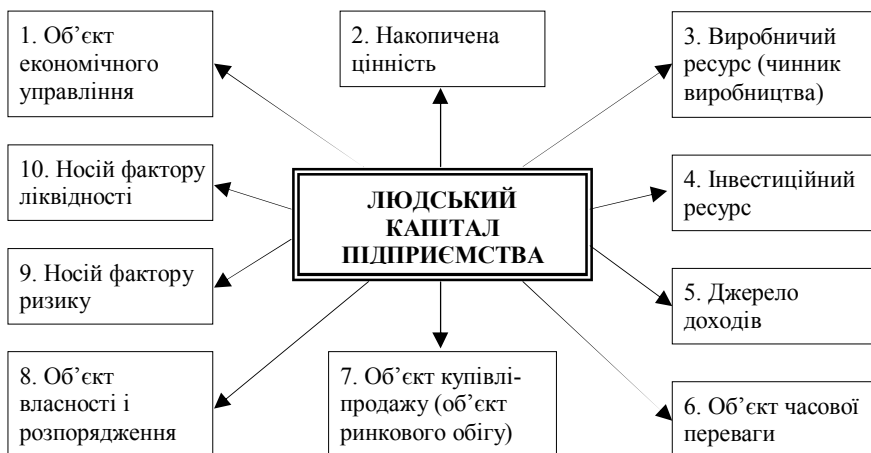 1. Об’єкт
економічного
управління
2. Накопичена
цінність
3. Виробничий
ресурс (чинник
виробництва)
10. Носій фактору
ліквідності
ЛЮДСЬКИЙ
КАПІТАЛ
ПІДПРИЄМСТВА
4. Інвестиційний
ресурс
9. Носій фактору
ризику
5. Джерело
доходів
8. Об’єкт
власності і
розпорядження
7. Об’єкт купівлі-
продажу (об’єкт
ринкового обігу)
6. Об’єкт часової
переваги